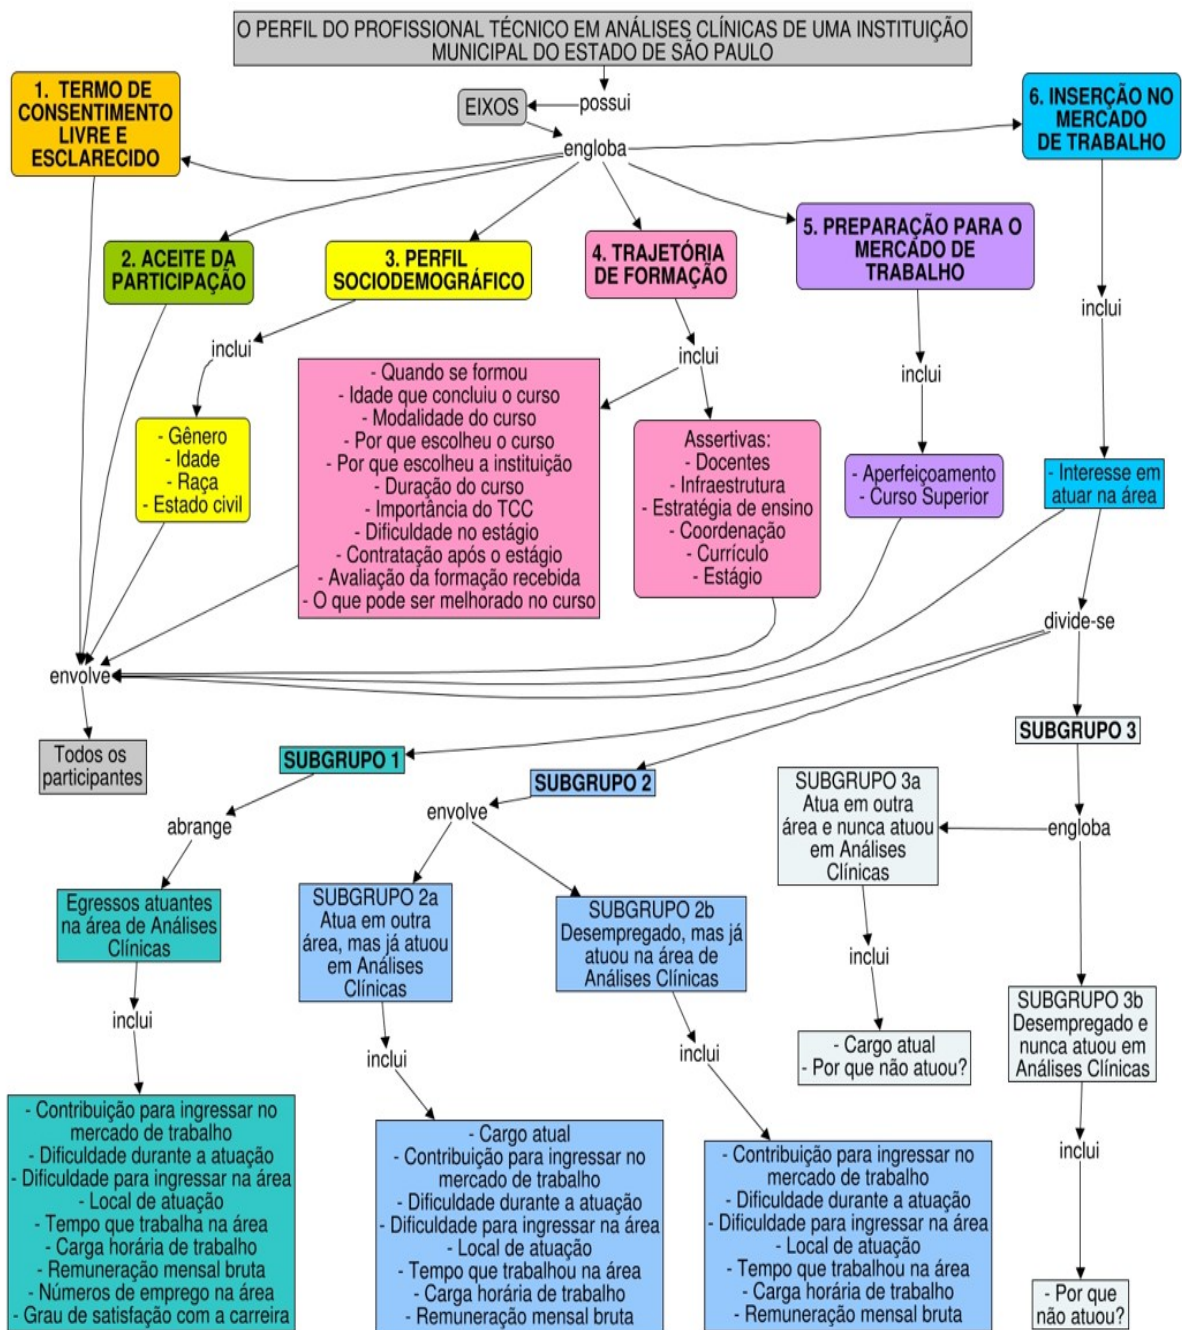 O PERFIL DO PROFISSIONAL TÉCNICO EM ANÁLISES CLÍNICAS DE UMA INSTITUIÇÃO
MUNICIPAL DO ESTADO DE SÃO PAULO
possui
EIXOS
engloba
1. TERMO DE
CONSENTIMENTO
LIVRE E
ESCLARECIDO
2. ACEITE DA
PARTICIPAÇÃO
3. PERFIL
SOCIODEMOGRÁFICO
4. TRAJETÓRIA
DE FORMAÇÃO
5. PREPARAÇÃO PARA O
MERCADO DE
TRABALHO
6. INSERÇÃO NO
MERCADO
DE TRABALHO
inclui
- Gênero
- Idade
- Raça
- Estado civil
inclui
- Quando se formou
- Idade que concluiu o curso
- Modalidade do curso
- Por que escolheu o curso
- Por que escolheu a instituição
- Duração do curso
- Importância do TCC
- Dificuldade no estágio
- Contratação após o estágio
- Avaliação da formação recebida
- O que pode ser melhorado no curso
Assertivas:
- Docentes
- Infraestrutura
- Estratégia de ensino
- Coordenação
- Currículo
- Estágio
inclui
- Aperfeiçoamento
- Curso Superior
inclui
- Interesse em
atuar na área
divide-se
envolve
Todos os
participantes
SUBGRUPO 1
abrange
Egressos atuantes
na área de Análises
Clínicas
inclui
- Contribuição para ingressar no
mercado de trabalho
- Dificuldade durante a atuação
- Dificuldade para ingressar na área
- Local de atuação
- Tempo que trabalha na área
- Carga horária de trabalho
- Remuneração mensal bruta
- Números de emprego na área
- Grau de satisfação com a carreira
SUBGRUPO 2
envolve
SUBGRUPO 2a
Atua em outra
área, mas já atuou
em Análises
Clínicas
inclui
- Cargo atual
- Contribuição para ingressar no
mercado de trabalho
- Dificuldade durante a atuação
- Dificuldade para ingressar na área
- Local de atuação
- Tempo que trabalhou na área
- Carga horária de trabalho
- Remuneração mensal bruta
SUBGRUPO 2b
Desempregado, mas já
atuou na área de
Análises Clínicas
inclui
- Contribuição para ingressar no
mercado de trabalho
- Dificuldade durante a atuação
- Dificuldade para ingressar na área
- Local de atuação
- Tempo que trabalhou na área
- Carga horária de trabalho
- Remuneração mensal bruta
SUBGRUPO 3
engloba
SUBGRUPO 3a
Atua em outra
área e nunca atuou
em Análises
Clínicas
inclui
- Cargo atual
- Por que não atuou?
SUBGRUPO 3b
Desempregado e
nunca atuou em
Análises Clínicas
inclui
- Por que
não atuou?